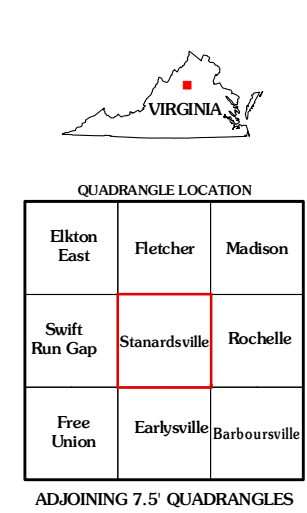 VIRGINIA
QUADRANGLE LOCATION
Elkton
East
Fletcher
Madison
Swift
Run Gap
Stanardsville
Rochelle
Free
Union
Earlysville
Barboursville
ADJOINING 7.5' QUADRANGLES